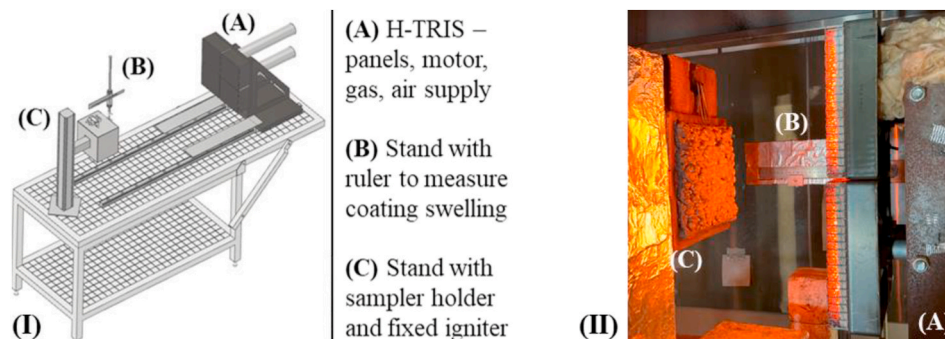 (A)
(B)
(C)
(I)
(A) H-TRIS –
panels, motor,
gas, air supply
(B) Stand with
ruler to measure
coating swelling
(C) Stand with
sampler holder
and fixed igniter
(B)
(C)
(II)
(A)